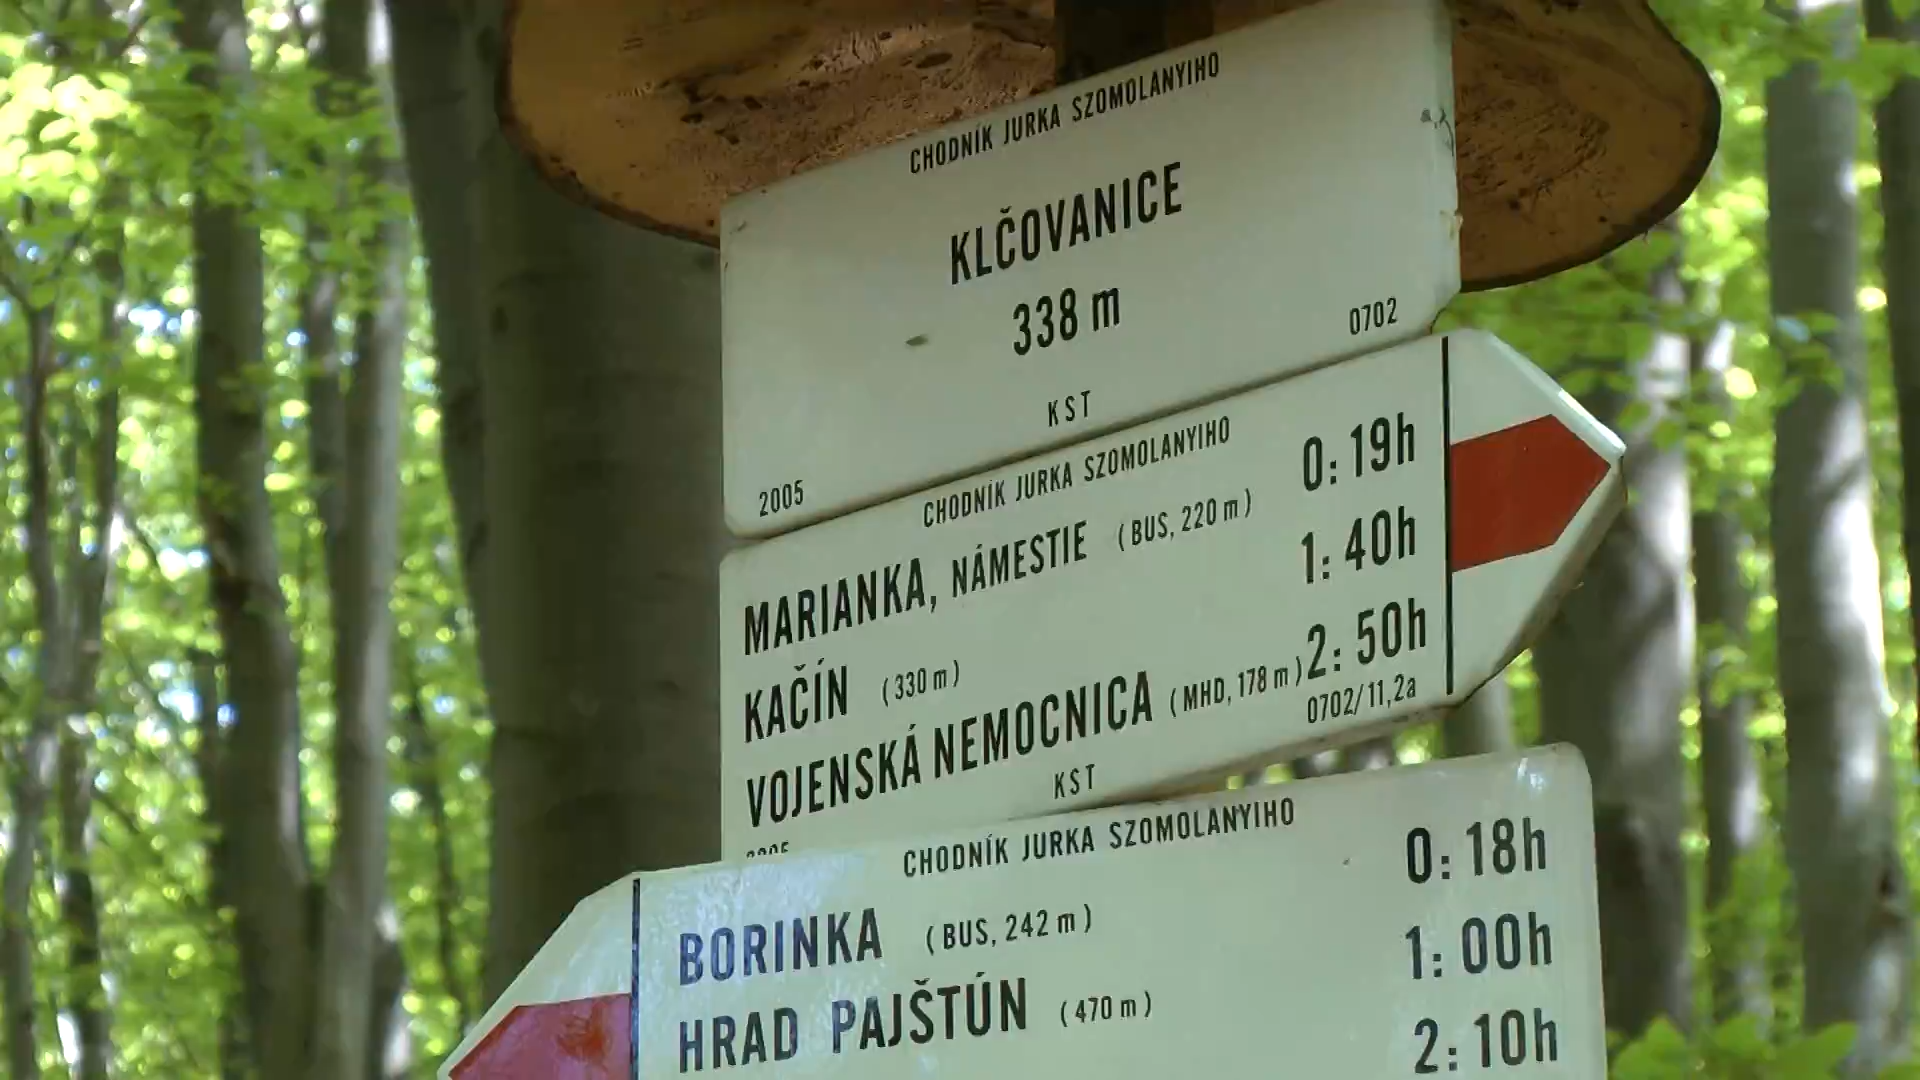 CHODNÍK JURKA SZOMOLANYIHO
KLČOVANICE
338 m
0702
KST
2005
CHODNÍK JURKA SZOMOLANYIHO
MARIANKA, NÁMESTIE (BUS, 220 m) 0:19h
KAČÍN (330 m) 1:40h
VOJENSKÁ NEMOCNICA (MHD, 178 m) 2:50h
0702/11,2a
KST
CHODNÍK JURKA SZOMOLANYIHO
BORINKA (BUS, 242 m) 0:18h
HRAD PAJŠTÚN (470 m) 1:00h
2:10h